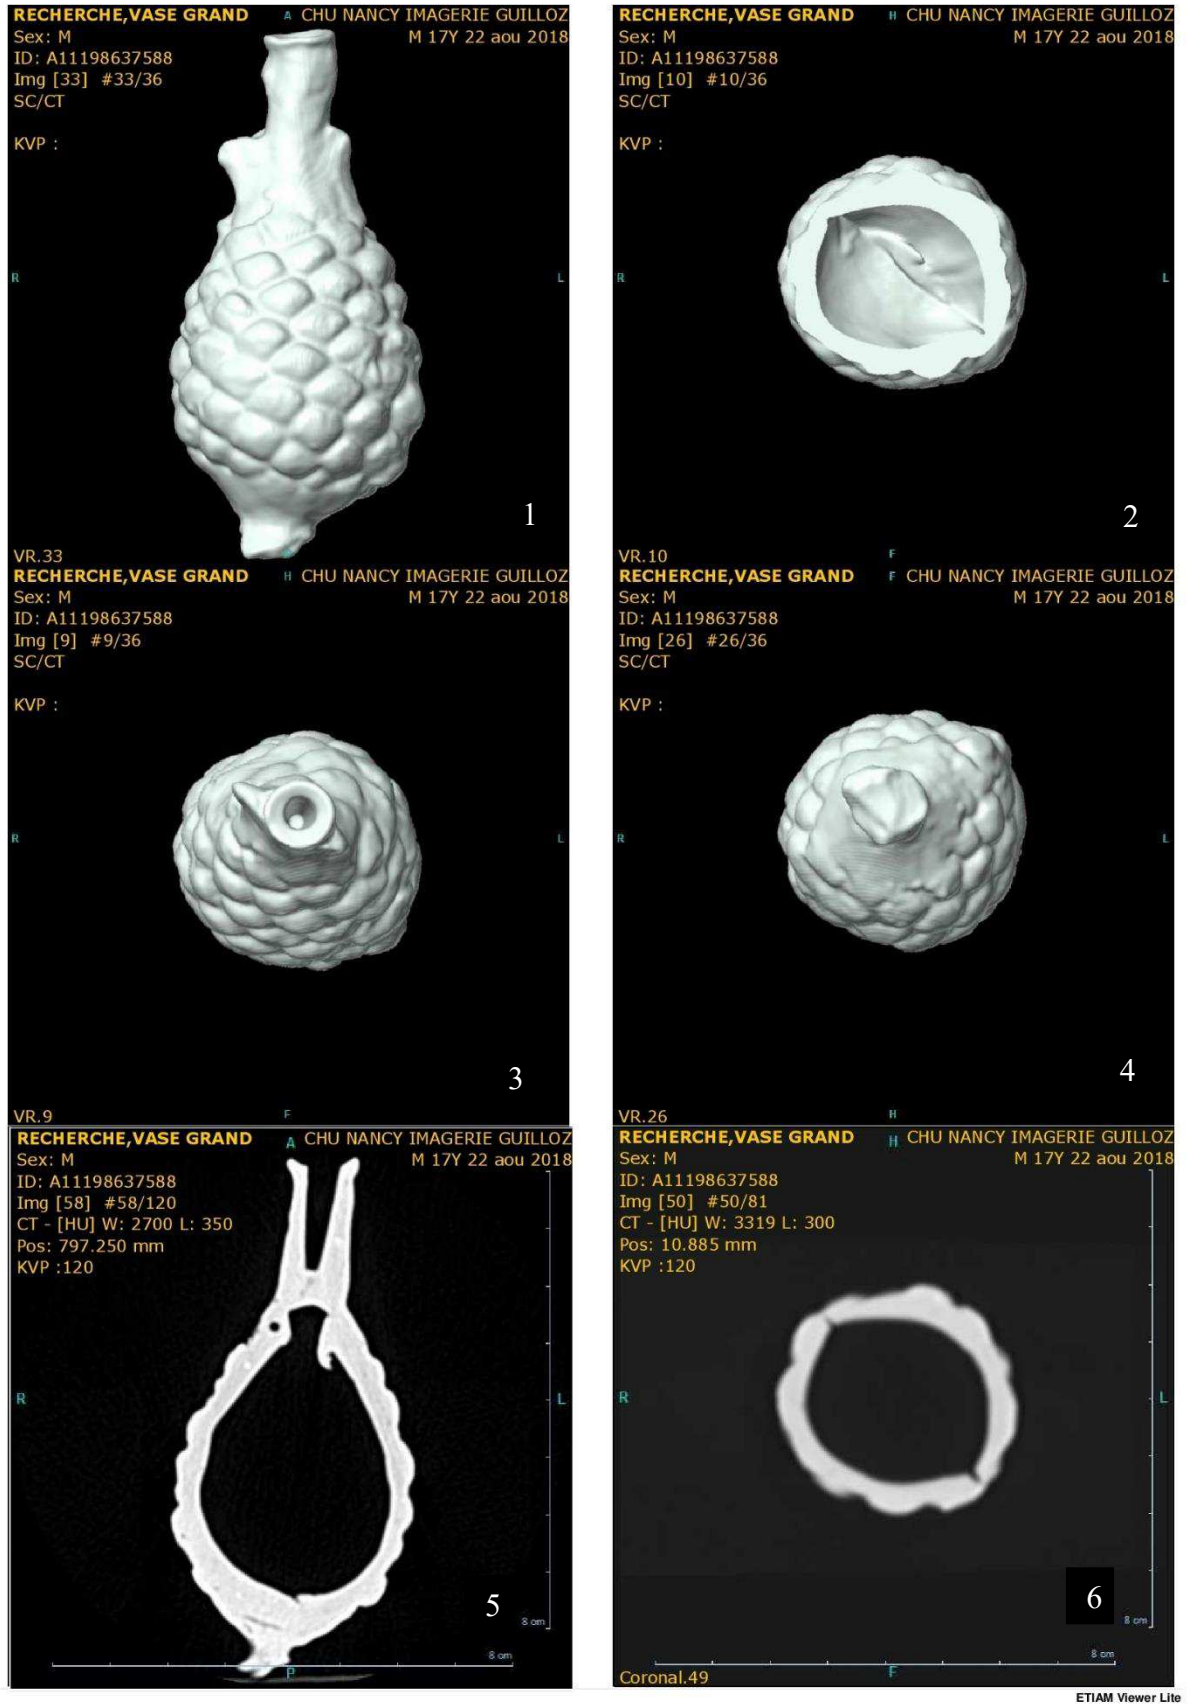 RECHERCHE,VASE GRAND A CHU NANCY IMAGERIE GUILLOZ
Sex: M M 17Y 22 aou 2018
ID: A11198637588
Img [33] #33/36
SC/CT
KVP :
R L
1
VR.33
RECHERCHE,VASE GRAND H CHU NANCY IMAGERIE GUILLOZ
Sex: M M 17Y 22 aou 2018
ID: A11198637588
Img [10] #10/36
SC/CT
KVP :
R L
2
VR.10 F
RECHERCHE,VASE GRAND H CHU NANCY IMAGERIE GUILLOZ
Sex: M M 17Y 22 aou 2018
ID: A11198637588
Img [9] #9/36
SC/CT
KVP :
R L
3
VR.9 F
RECHERCHE,VASE GRAND F CHU NANCY IMAGERIE GUILLOZ
Sex: M M 17Y 22 aou 2018
ID: A11198637588
Img [26] #26/36
SC/CT
KVP :
R L
4
VR.26 H
RECHERCHE,VASE GRAND A CHU NANCY IMAGERIE GUILLOZ
Sex: M M 17Y 22 aou 2018
ID: A11198637588
Img [58] #58/120
CT - [HU] W: 2700 L: 350
Pos: 797.250 mm
KVP :120
R L
5
8 cm
8 cm
P
RECHERCHE,VASE GRAND H CHU NANCY IMAGERIE GUILLOZ
Sex: M M 17Y 22 aou 2018
ID: A11198637588
Img [50] #50/81
CT - [HU] W: 3319 L: 300
Pos: 10.885 mm
KVP :120
R L
6
8 cm
8 cm
Coronal.49 F
ETIAM Viewer Lite